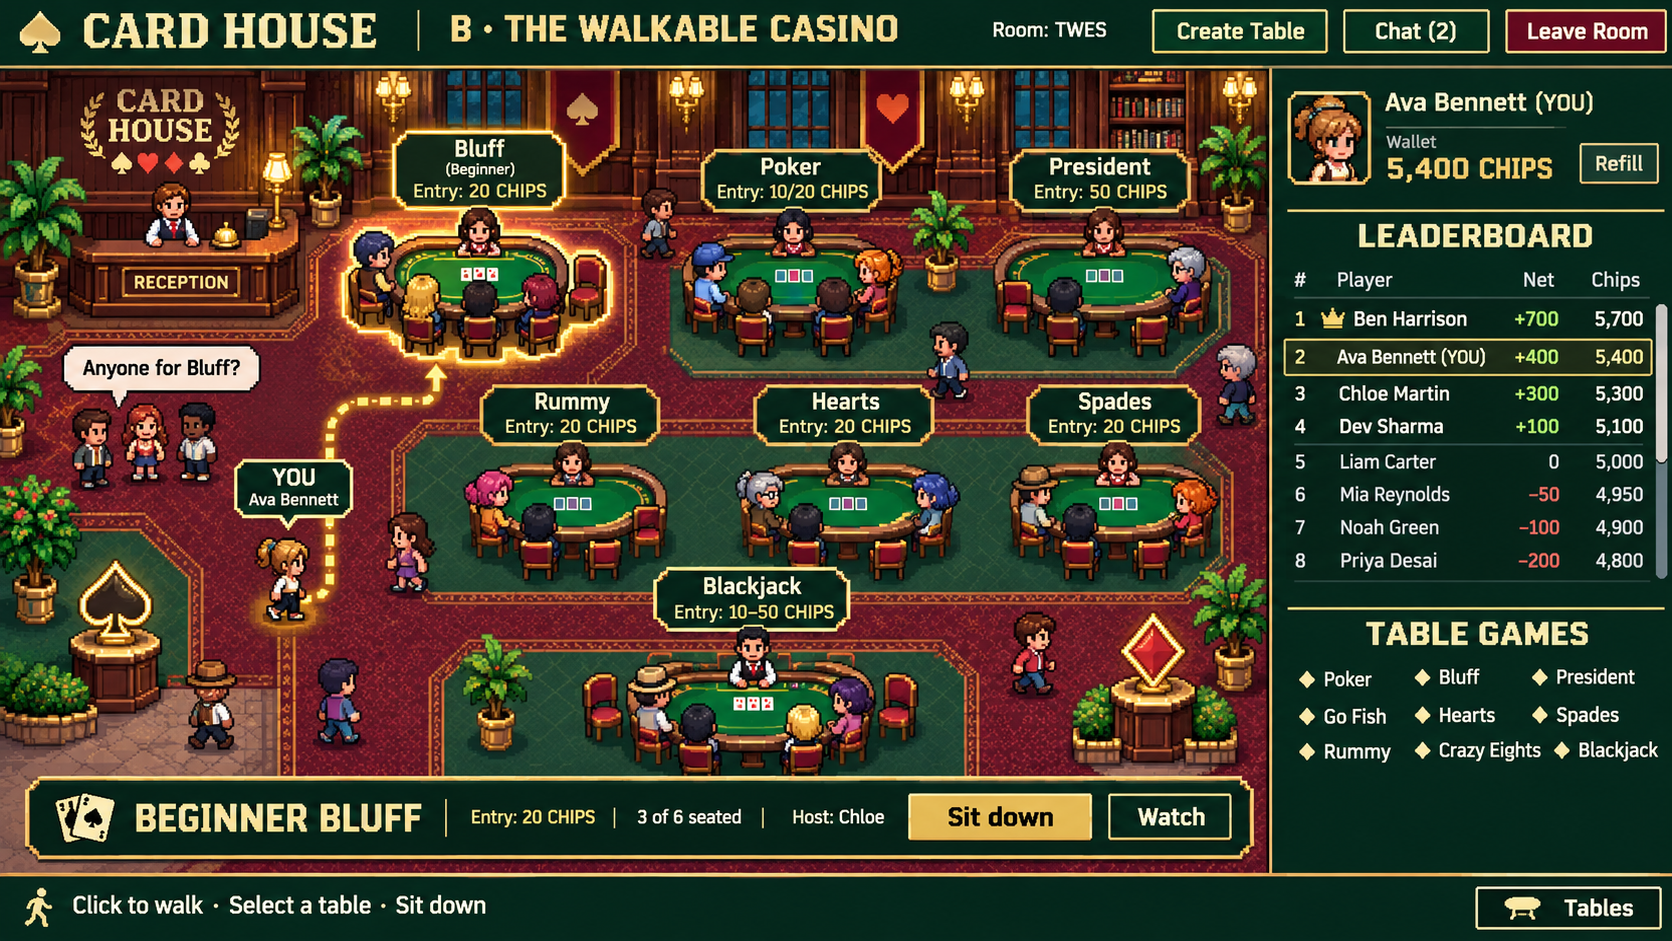 CARD HOUSE
B · THE WALKABLE CASINO
Room: TWES
Create Table
Chat (2)
Leave Room
CARD
HOUSE
RECEPTION
Bluff
(Beginner)
Entry: 20 CHIPS
Poker
Entry: 10/20 CHIPS
President
Entry: 50 CHIPS
Anyone for Bluff?
YOU
Ava Bennett
Rummy
Entry: 20 CHIPS
Hearts
Entry: 20 CHIPS
Spades
Entry: 20 CHIPS
Blackjack
Entry: 10–50 CHIPS
BEGINNER BLUFF
Entry: 20 CHIPS
3 of 6 seated
Host: Chloe
Sit down
Watch
Click to walk · Select a table · Sit down
Ava Bennett (YOU)
Wallet
5,400 CHIPS
Refill
LEADERBOARD
# Player Net Chips
1 Ben Harrison +700 5,700
2 Ava Bennett (YOU) +400 5,400
3 Chloe Martin +300 5,300
4 Dev Sharma +100 5,100
5 Liam Carter 0 5,000
6 Mia Reynolds −50 4,950
7 Noah Green −100 4,900
8 Priya Desai −200 4,800
TABLE GAMES
Poker Bluff President
Go Fish Hearts Spades
Rummy Crazy Eights Blackjack
Tables